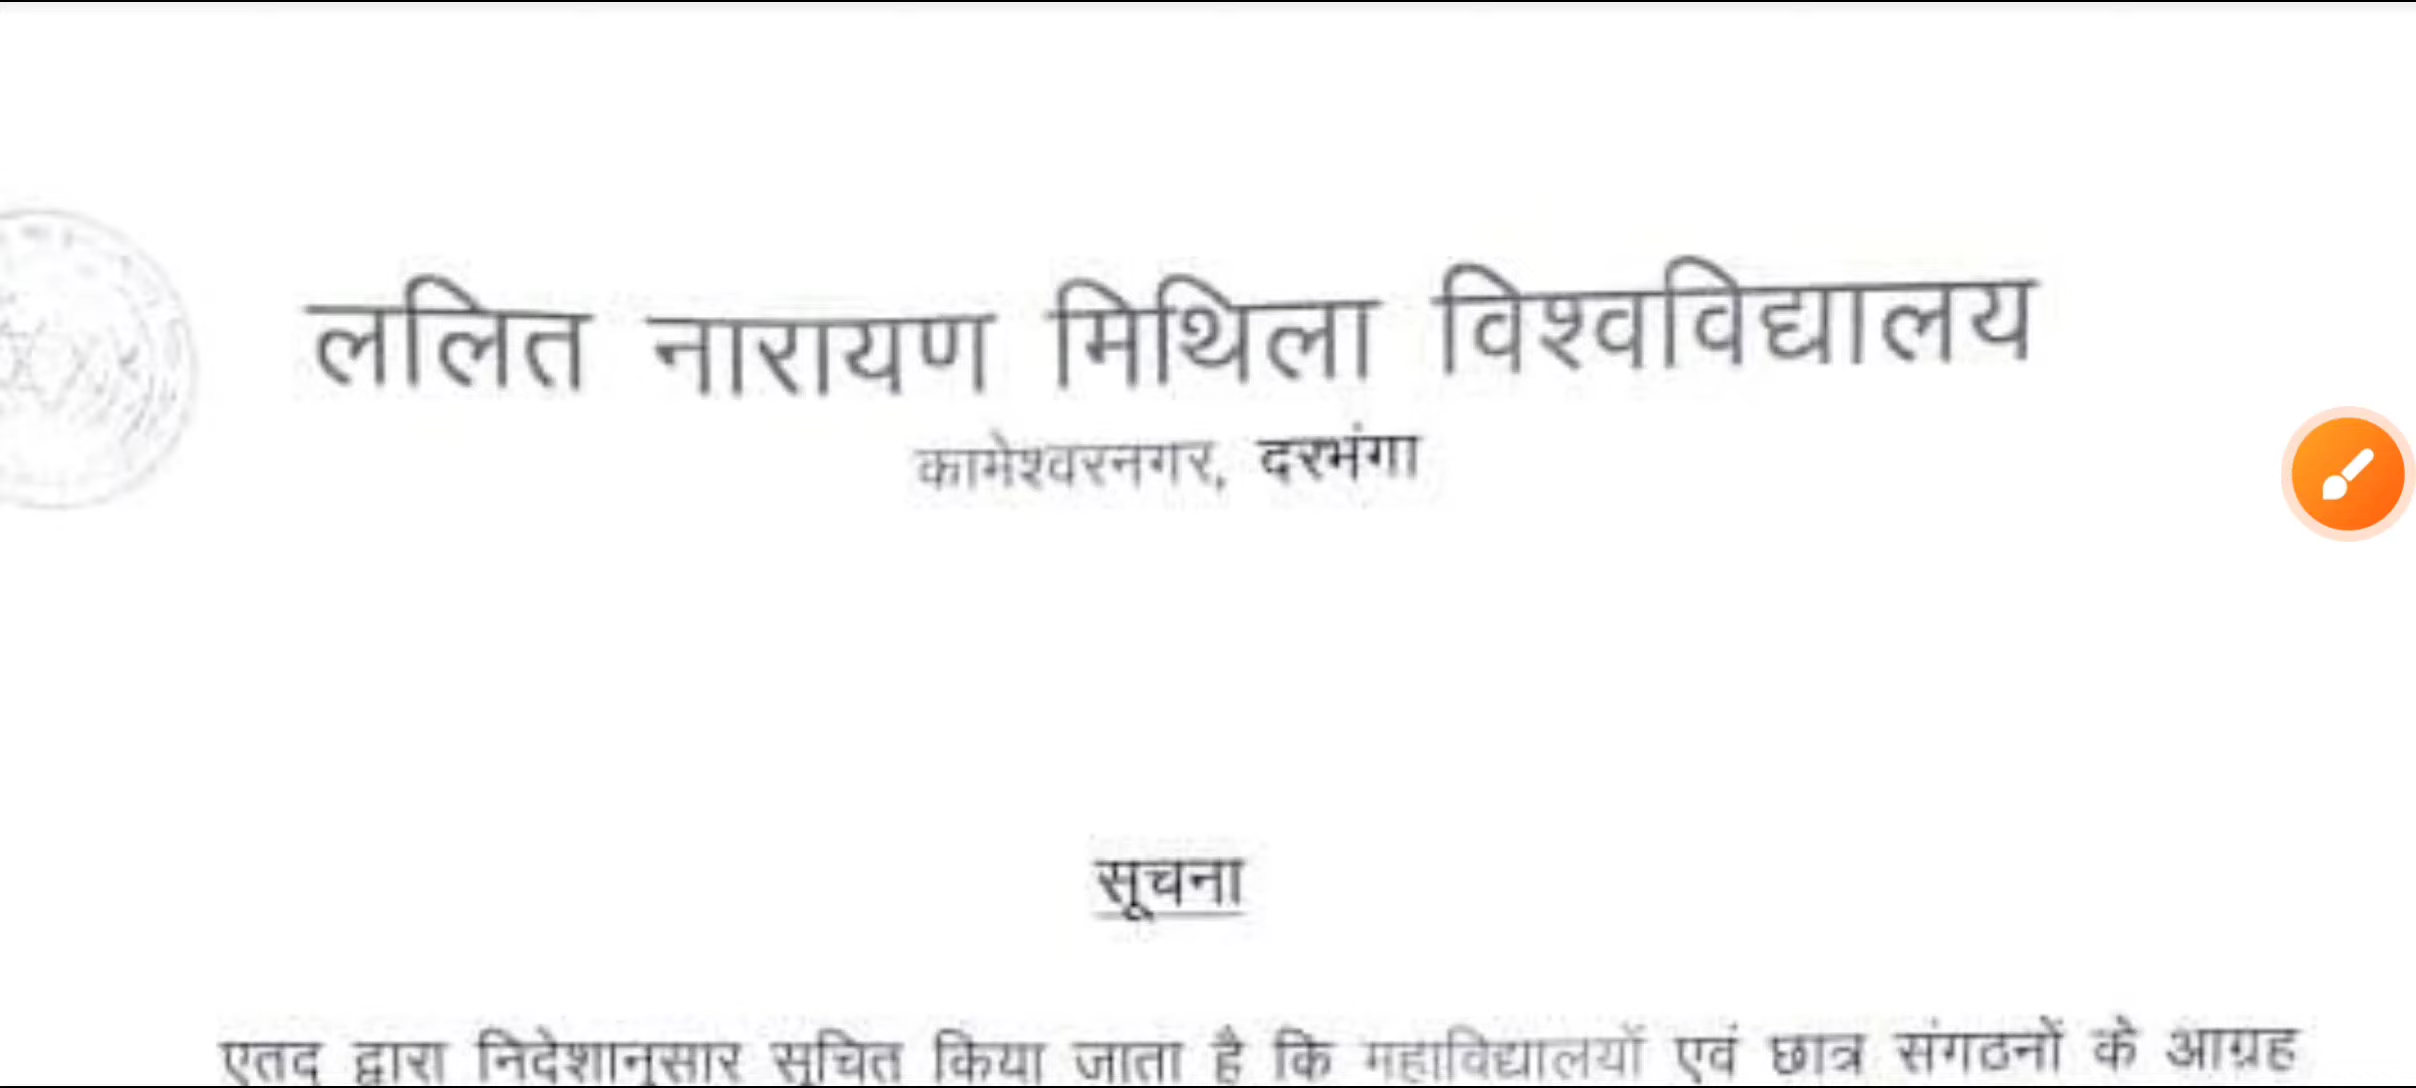 ललित नारायण मिथिला विश्वविद्यालय
कामेश्वरनगर, दरभंगा
सूचना
एतद द्वारा निदेशानुसार सूचित किया जाता है कि महाविद्यालयों एवं छात्र संगठनों के आग्रह